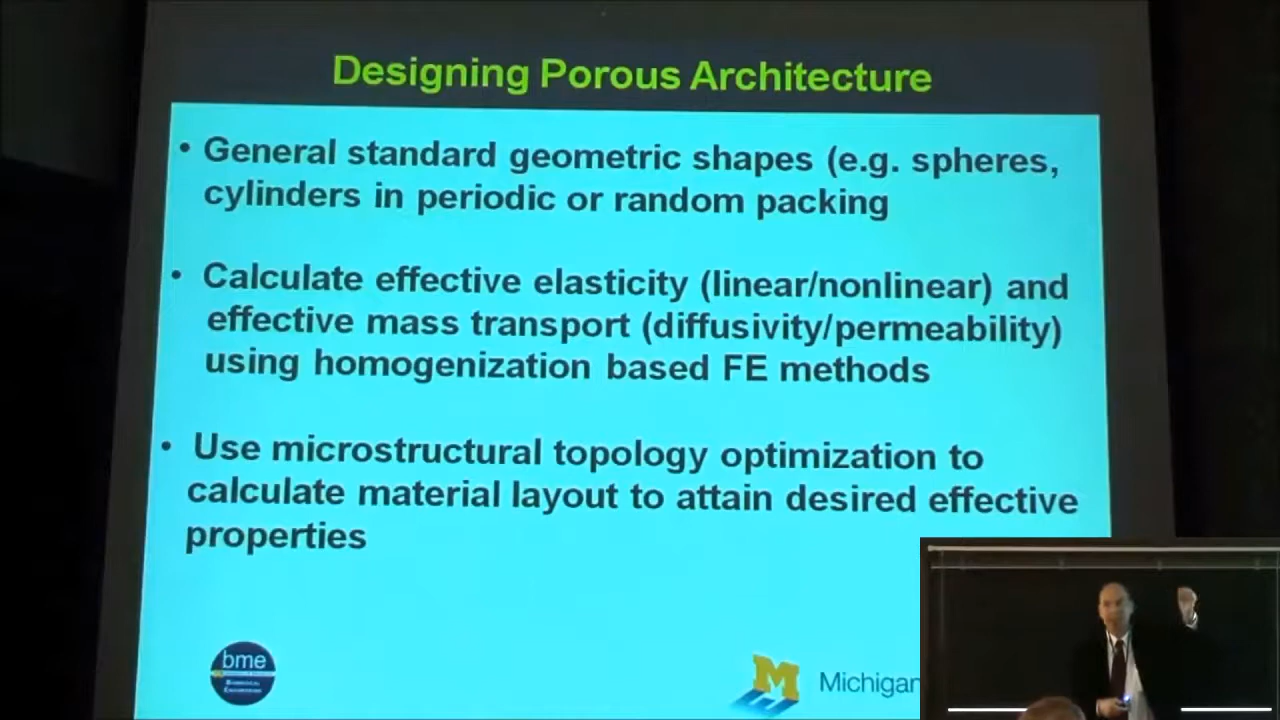 Designing Porous Architecture
• General standard geometric shapes (e.g. spheres,
cylinders in periodic or random packing
• Calculate effective elasticity (linear/nonlinear) and
effective mass transport (diffusivity/permeability)
using homogenization based FE methods
• Use microstructural topology optimization to
calculate material layout to attain desired effective
properties
bme
M
Michigan